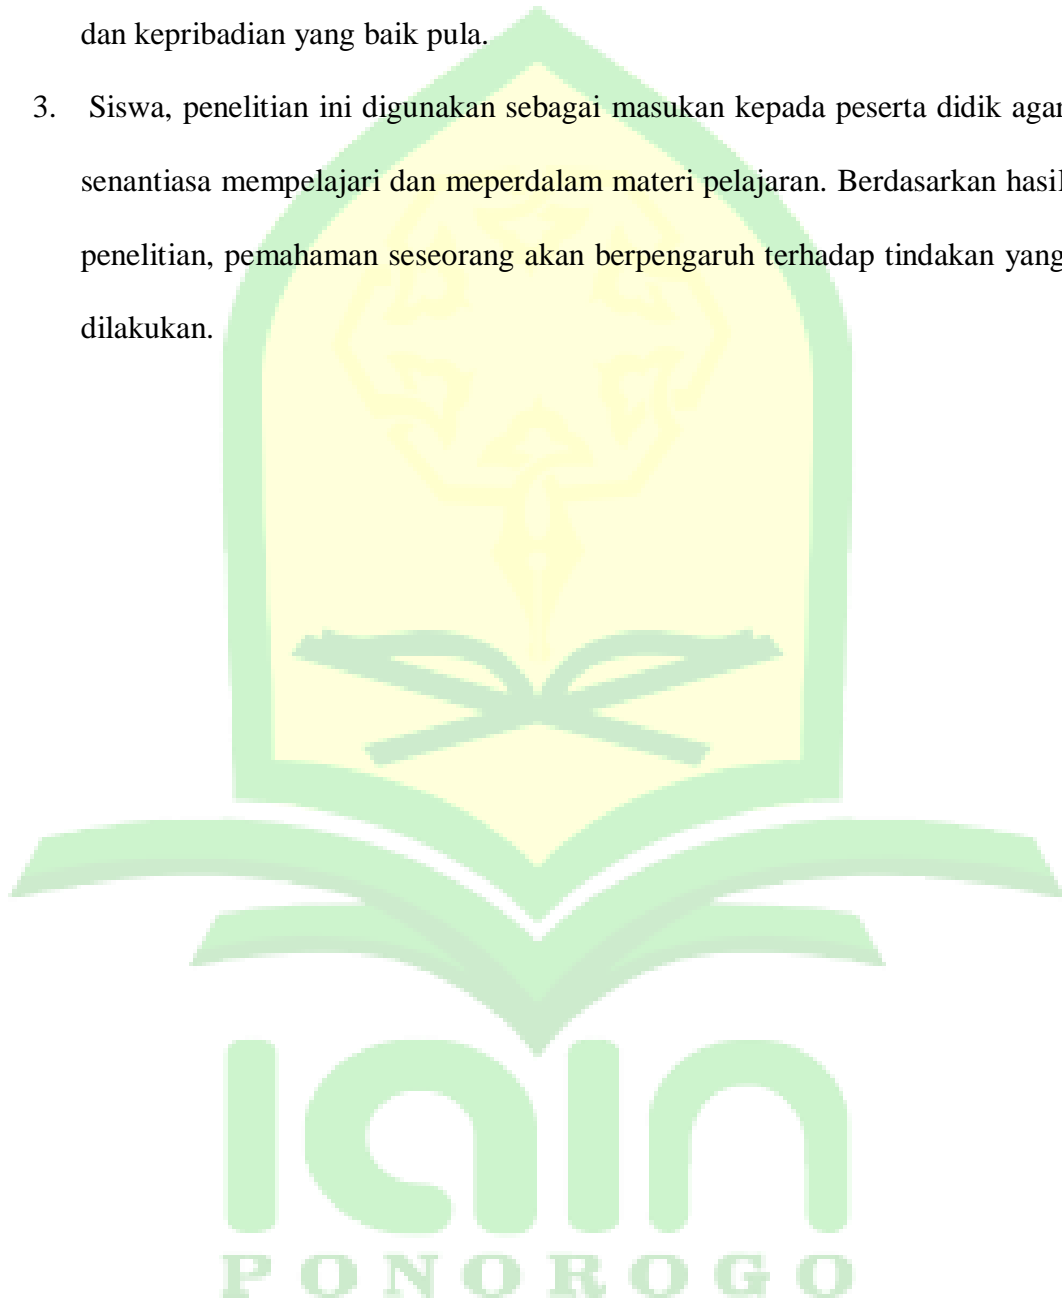 dan kepribadian yang baik pula.
3. Siswa, penelitian ini digunakan sebagai masukan kepada peserta didik agar
senantiasa mempelajari dan meperdalam materi pelajaran. Berdasarkan hasil
penelitian, pemahaman seseorang akan berpengaruh terhadap tindakan yang
dilakukan.
iain
PONOROGO